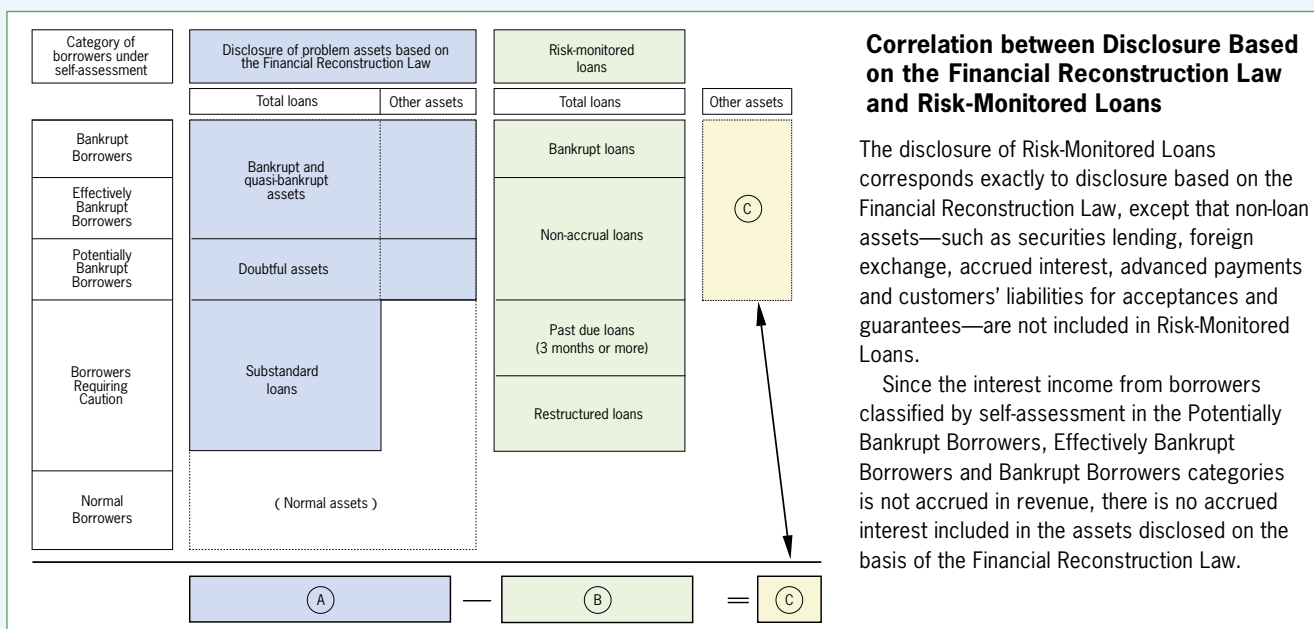 Category of
borrowers under
self-assessment
Disclosure of problem assets based on
the Financial Reconstruction Law
Risk-monitored
loans
Total loans
Other assets
Total loans
Other assets
Bankrupt
Borrowers
Effectively
Bankrupt
Borrowers
Potentially
Bankrupt
Borrowers
Borrowers
Requiring
Caution
Normal
Borrowers
Bankrupt and
quasi-bankrupt
assets
Doubtful assets
Substandard
loans
( Normal assets )
Bankrupt loans
Non-accrual loans
Past due loans
(3 months or more)
Restructured loans
C
A — B = C
Correlation between Disclosure Based
on the Financial Reconstruction Law
and Risk-Monitored Loans
The disclosure of Risk-Monitored Loans
corresponds exactly to disclosure based on the
Financial Reconstruction Law, except that non-loan
assets—such as securities lending, foreign
exchange, accrued interest, advanced payments
and customers’ liabilities for acceptances and
guarantees—are not included in Risk-Monitored
Loans.
Since the interest income from borrowers
classified by self-assessment in the Potentially
Bankrupt Borrowers, Effectively Bankrupt
Borrowers and Bankrupt Borrowers categories
is not accrued in revenue, there is no accrued
interest included in the assets disclosed on the
basis of the Financial Reconstruction Law.